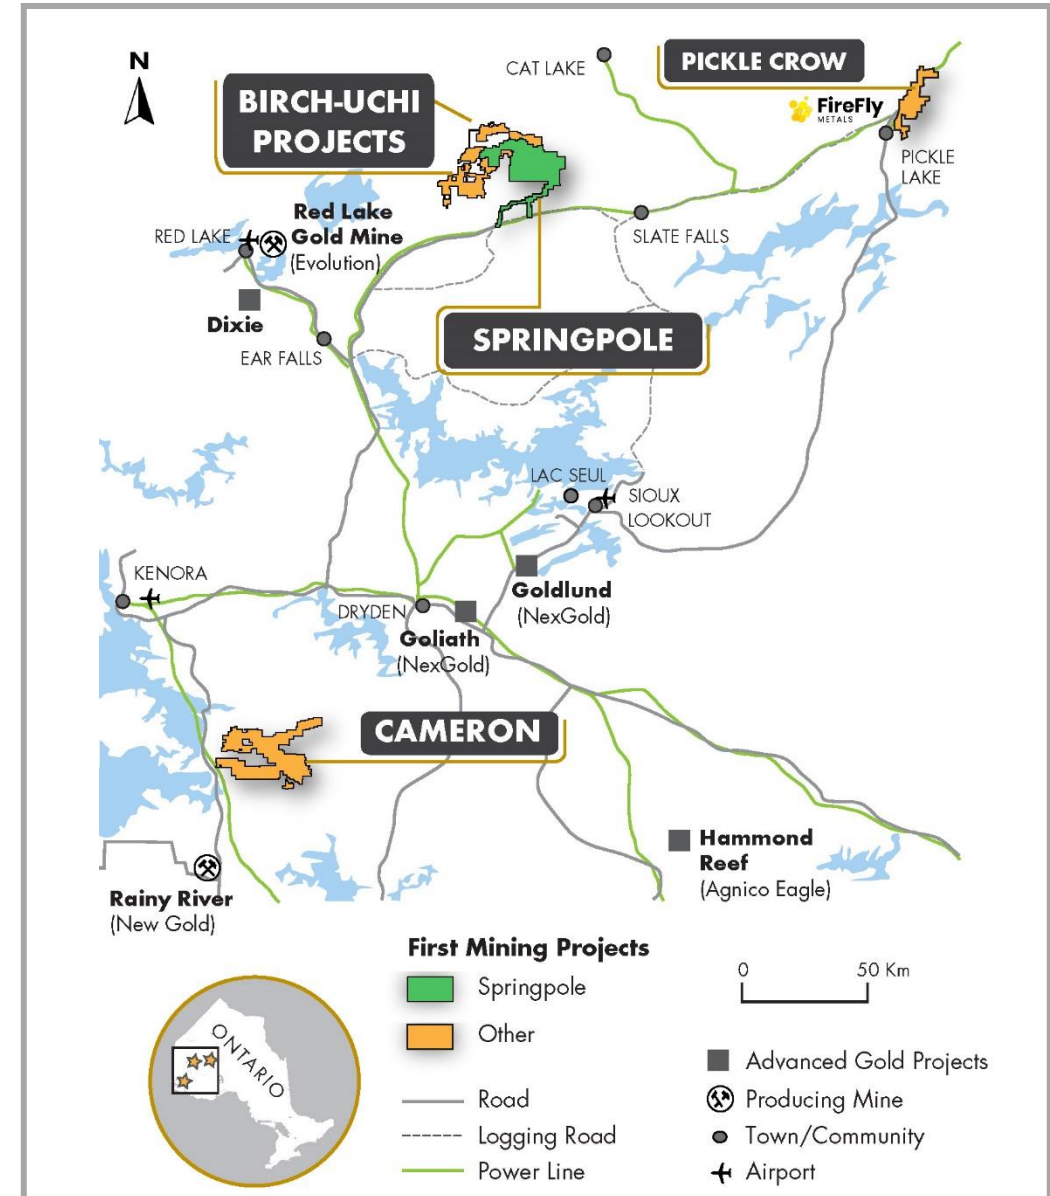 N
CAT LAKE
PICKLE CROW
BIRCH-UCHI
PROJECTS
FireFly
METALS
PICKLE
LAKE
Red Lake
Gold Mine
(Evolution)
RED LAKE
SLATE FALLS
Dixie
EAR FALLS
SPRINGPOLE
LAC SEUL
SIOUX
LOOKOUT
KENORA
Goldlund
(NexGold)
DRYDEN
Goliath
(NexGold)
CAMERON
Hammond
Reef
(Agnico Eagle)
Rainy River
(New Gold)
First Mining Projects
Springpole
Other
Road
Logging Road
Power Line
0 50 Km
Advanced Gold Projects
Producing Mine
Town/Community
Airport
ONTARIO